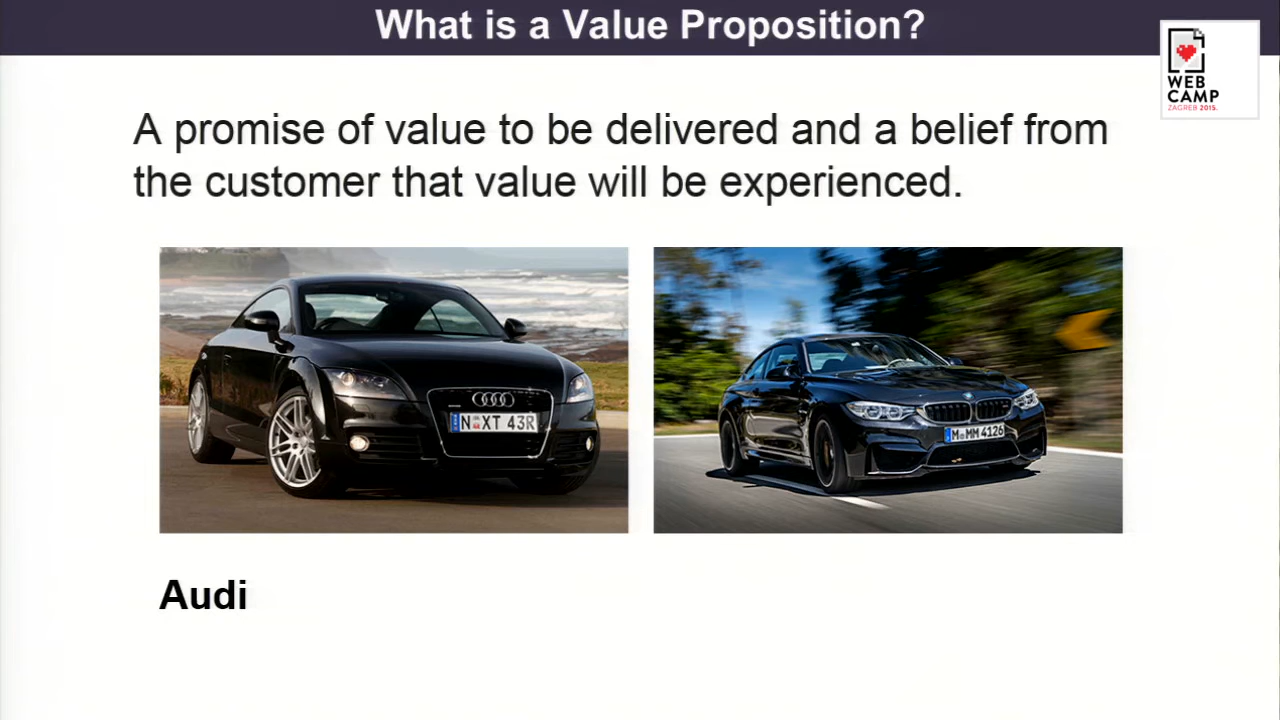 What is a Value Proposition?
WEB
CAMP
ZAGREB 2015.
A promise of value to be delivered and a belief from
the customer that value will be experienced.
N XT 43R
M MM 4126
Audi